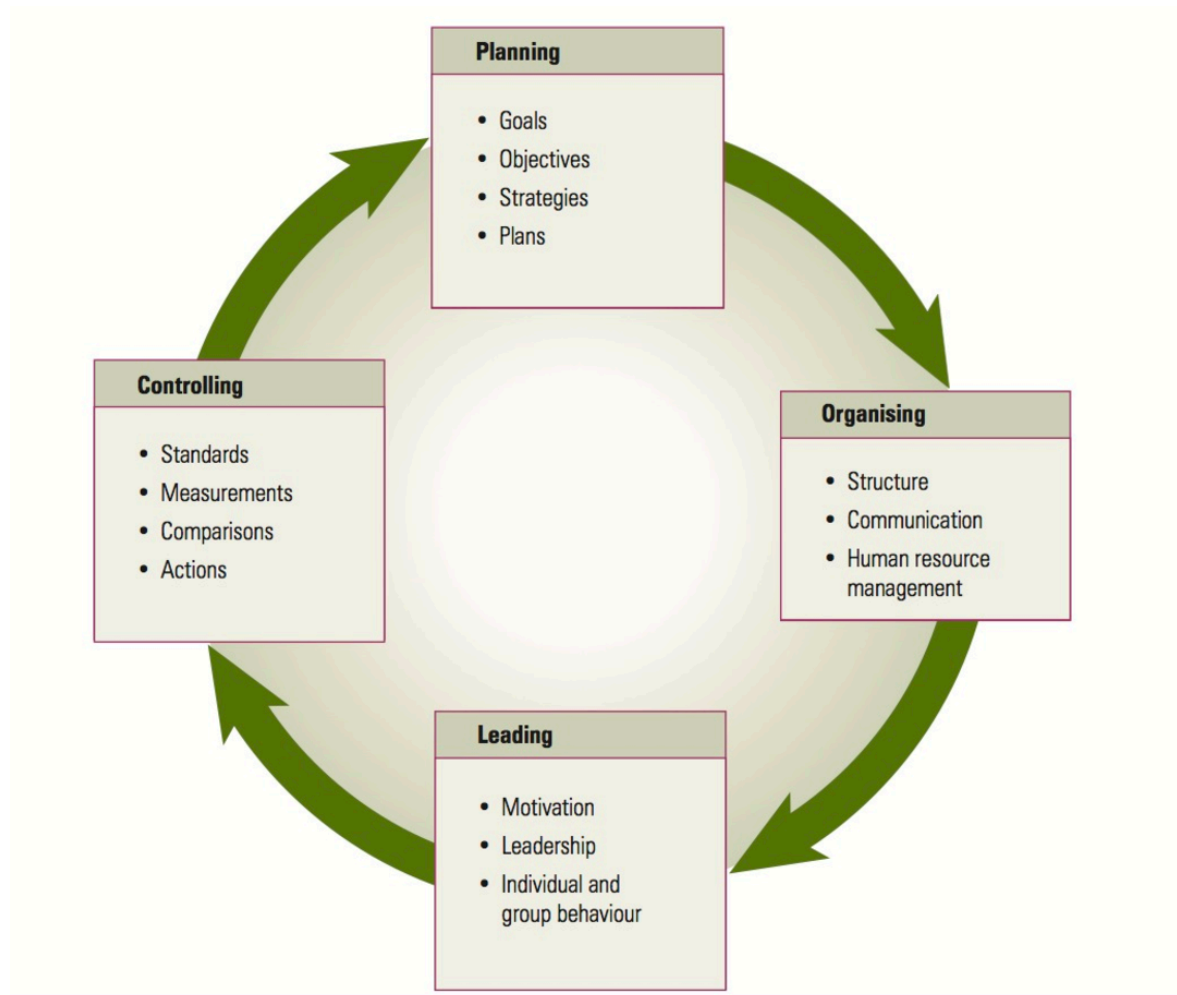 Planning
• Goals
• Objectives
• Strategies
• Plans
Organising
• Structure
• Communication
• Human resource
management
Leading
• Motivation
• Leadership
• Individual and
group behaviour
Controlling
• Standards
• Measurements
• Comparisons
• Actions